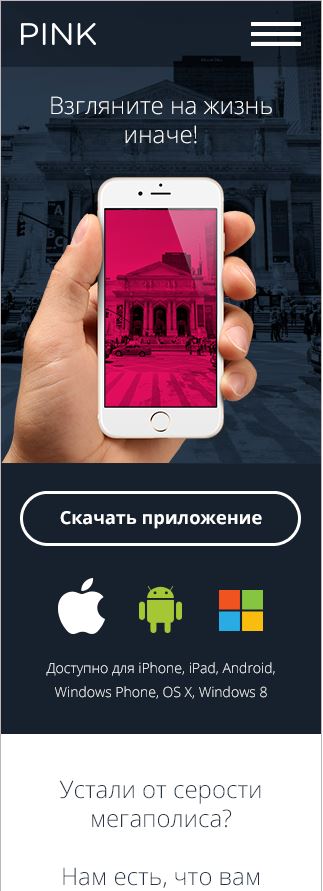 PINK
Взгляните на жизнь
иначе!
Скачать приложение
Доступно для iPhone, iPad, Android,
Windows Phone, OS X, Windows 8
Устали от серости
мегаполиса?
Нам есть, что вам